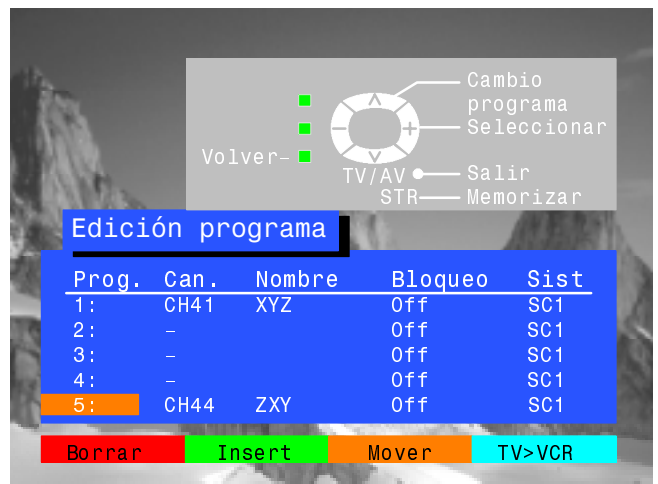 Cambio
programa
Seleccionar
Volver–
TV/AV Salir
STR Memorizar
Edición programa
Prog. Can. Nombre Bloqueo Sist
1: CH41 XYZ Off SC1
2: – Off SC1
3: – Off SC1
4: – Off SC1
5: CH44 ZXY Off SC1
Borrar Insert Mover TV>VCR